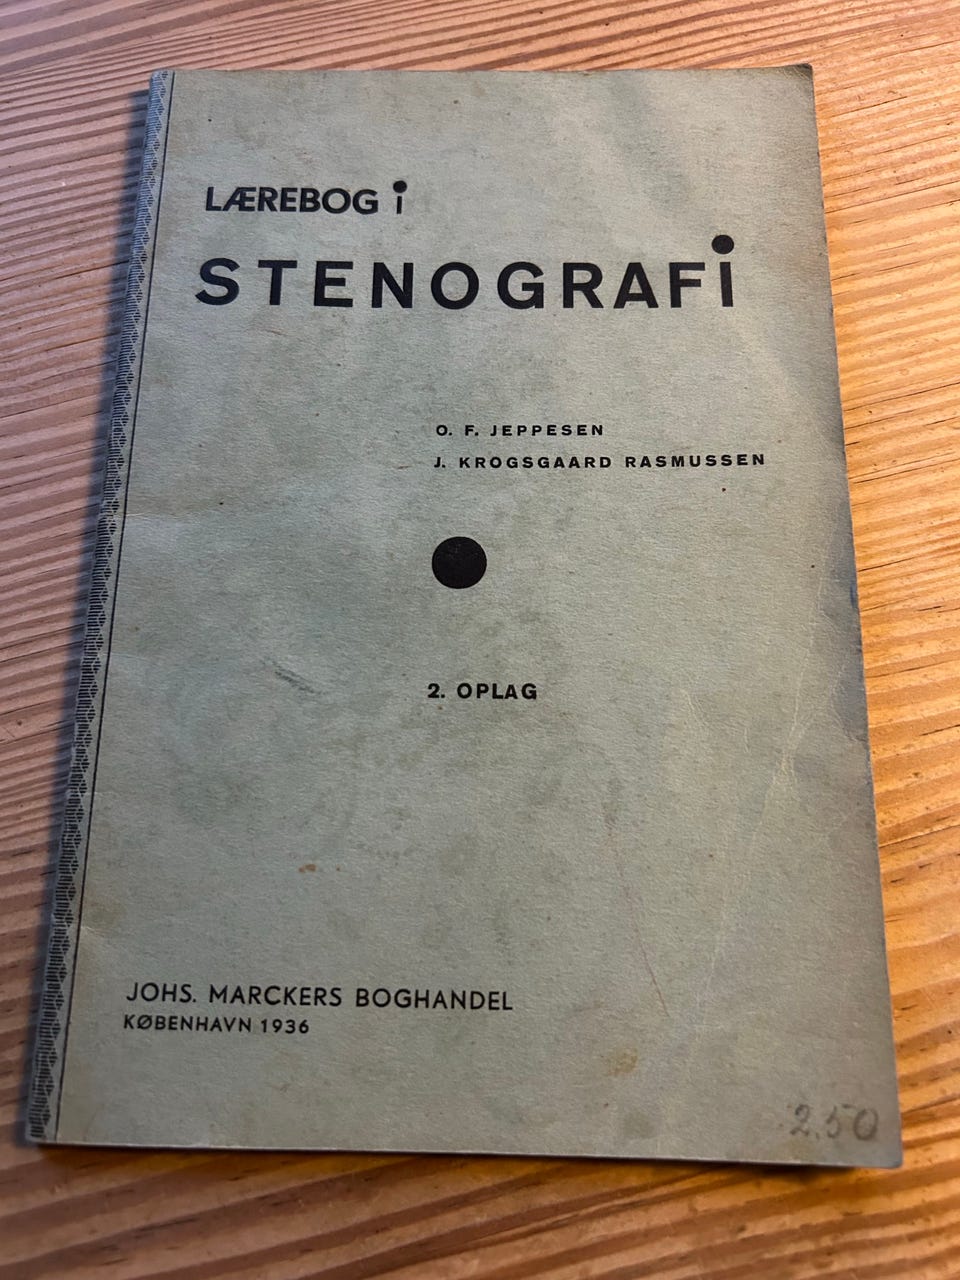 LÆREBOG i
STENOGRAFi
O. F. JEPPESEN
J. KROGSGAARD RASMUSSEN
2. OPLAG
JOHS. MARCKERS BOGHANDEL
KØBENHAVN 1936
2,50